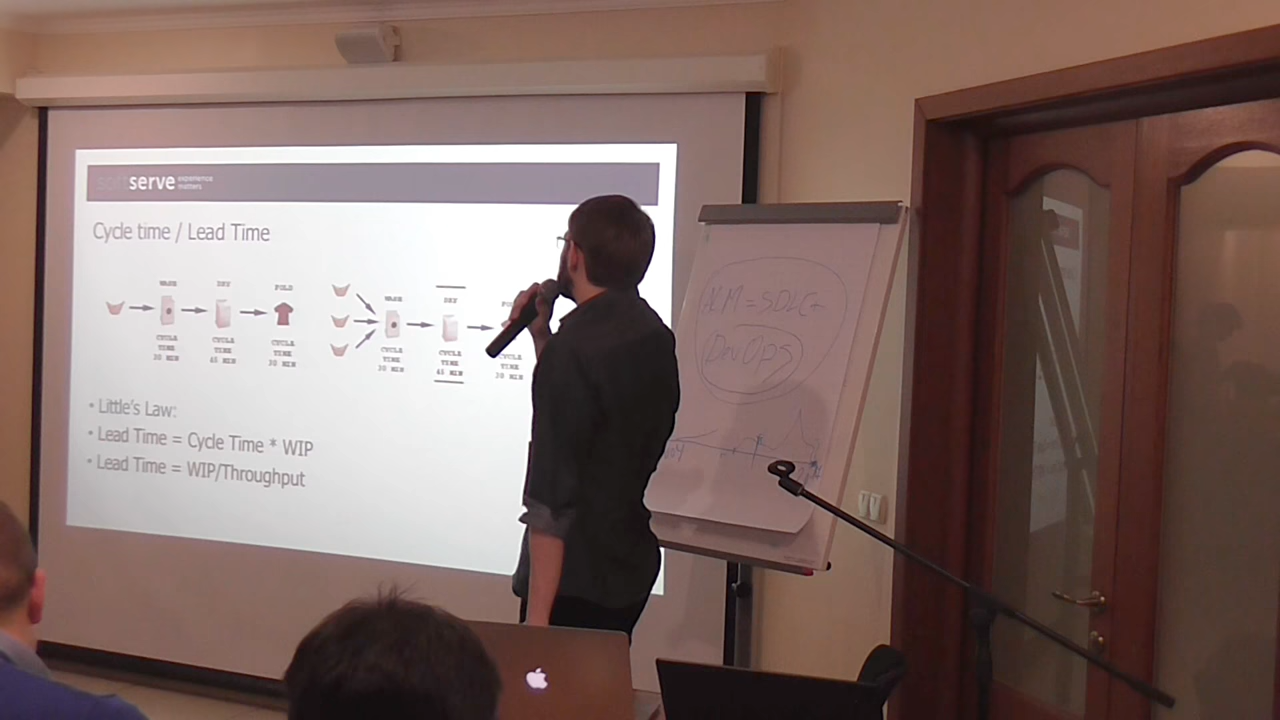 softserve experience matters
Cycle time / Lead Time
WASH DRY FOLD
CYCLE TIME 30 MIN
CYCLE TIME 45 MIN
CYCLE TIME 30 MIN
WASH DRY
CYCLE TIME 30 MIN
CYCLE TIME 45 MIN
CYCLE TIME 30 MIN
• Little's Law:
• Lead Time = Cycle Time * WIP
• Lead Time = WIP/Throughput
ALM = SDLC +
DevOps